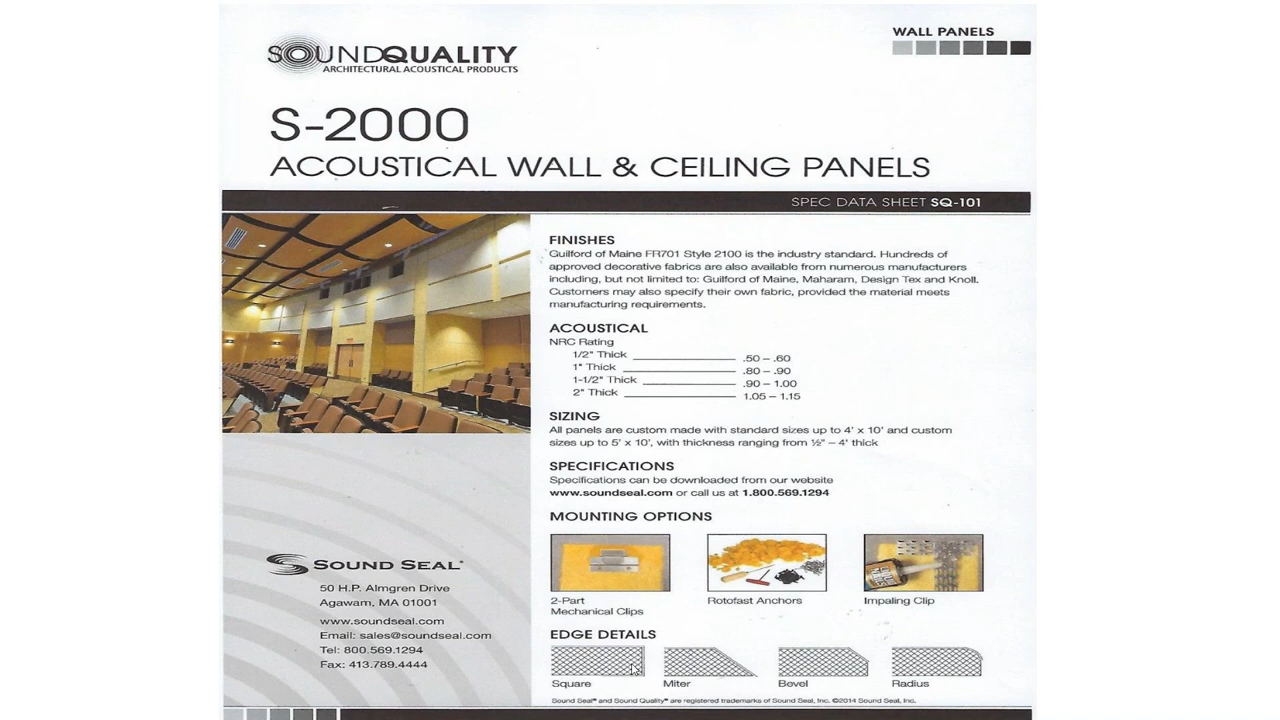 SOUNDQUALITY
ARCHITECTURAL ACOUSTICAL PRODUCTS
WALL PANELS
S-2000
ACOUSTICAL WALL & CEILING PANELS
SPEC DATA SHEET SQ-101
FINISHES
Guilford of Maine FR701 Style 2100 is the industry standard. Hundreds of
approved decorative fabrics are also available from numerous manufacturers
including, but not limited to: Guilford of Maine, Maharam, Design Tex and Knoll.
Customers may also specify their own fabric, provided the material meets
manufacturing requirements.
ACOUSTICAL
NRC Rating
1/2" Thick .50 – .60
1" Thick .80 – .90
1-1/2" Thick .90 – 1.00
2" Thick 1.05 – 1.15
SIZING
All panels are custom made with standard sizes up to 4' x 10' and custom
sizes up to 5' x 10', with thickness ranging from ½" – 4' thick
SPECIFICATIONS
Specifications can be downloaded from our website
www.soundseal.com or call us at 1.800.569.1294
MOUNTING OPTIONS
2-Part
Mechanical Clips
Rotofast Anchors
Impaling Clip
EDGE DETAILS
Square
Miter
Bevel
Radius
Sound Seal® and Sound Quality® are registered trademarks of Sound Seal, Inc. ©2014 Sound Seal, Inc.
SOUND SEAL®
50 H.P. Almgren Drive
Agawam, MA 01001
www.soundseal.com
Email: sales@soundseal.com
Tel: 800.569.1294
Fax: 413.789.4444